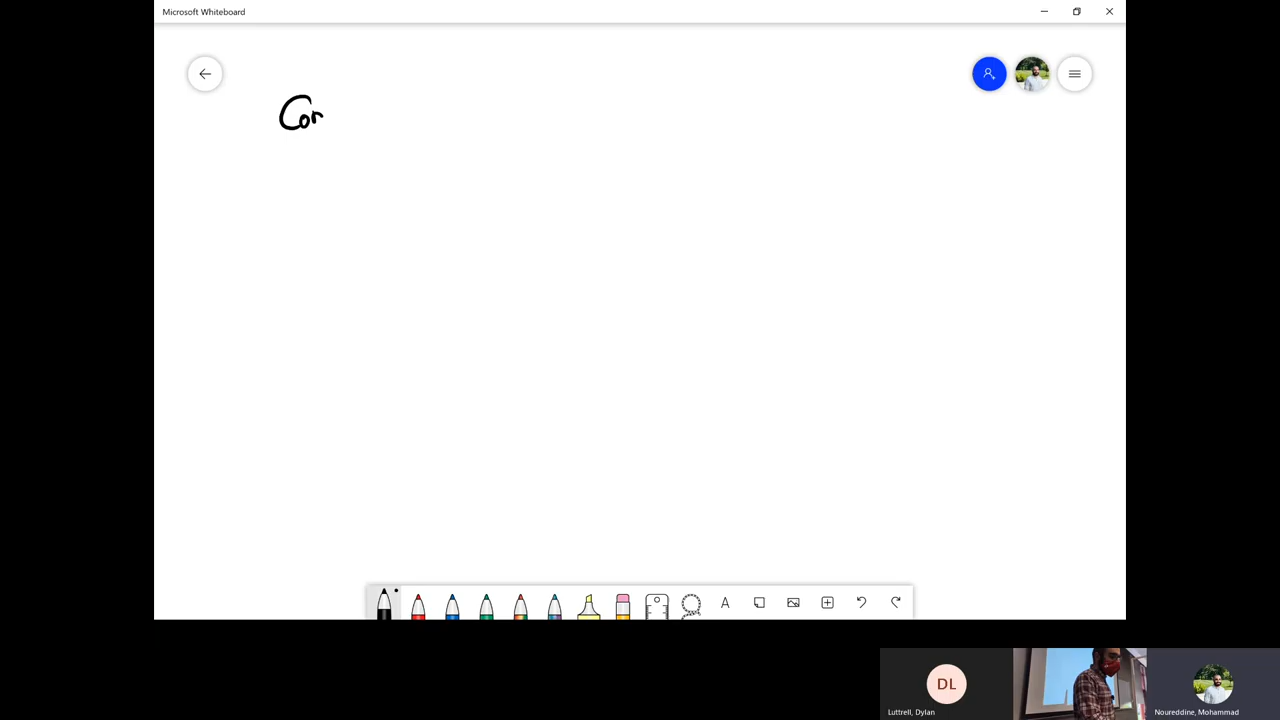 Microsoft Whiteboard
Cor
A
DL
Luttrell, Dylan
Noureddine, Mohammad